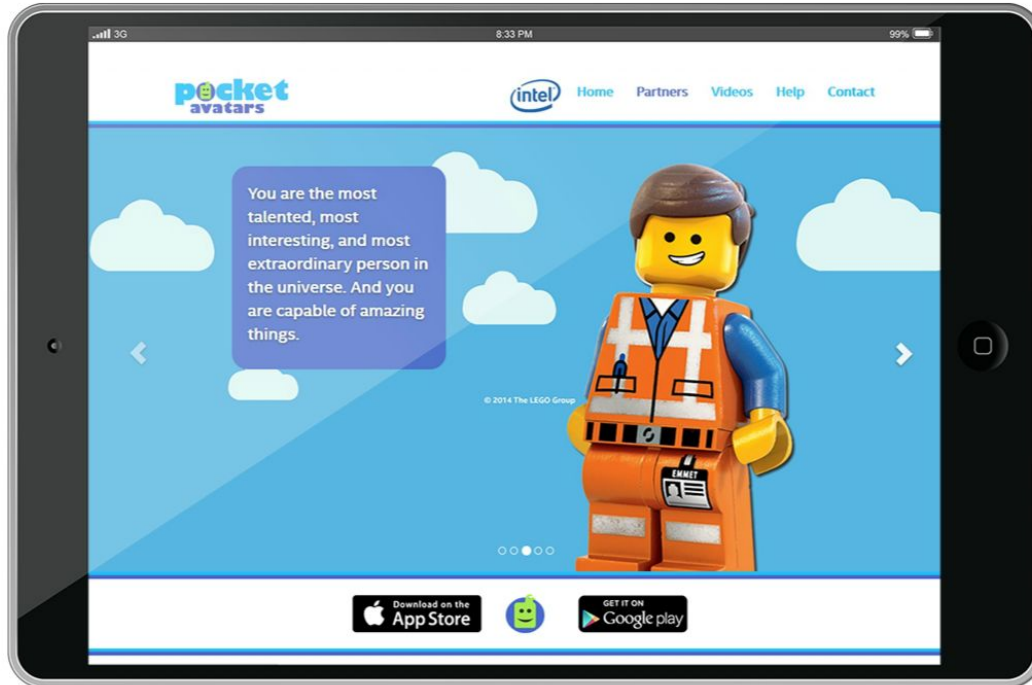 3G
8:33 PM
99%
pocket
avatars
intel
Home
Partners
Videos
Help
Contact
You are the most
talented, most
interesting, and most
extraordinary person in
the universe. And you
are capable of amazing
things.
© 2014 The LEGO Group
EMMET
Download on the
App Store
GET IT ON
Google play